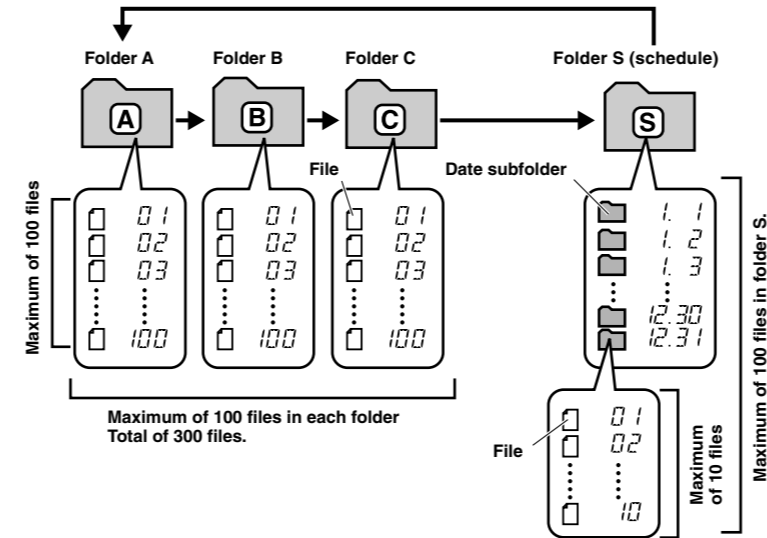 Folder A
Folder B
Folder C
Folder S (schedule)
A
B
C
S
File
Date subfolder
Maximum of 100 files
01
02
03
100
01
02
03
100
01
02
03
100
1. 1
1. 2
1. 3
12.30
12.31
Maximum of 100 files in folder S.
Maximum of 100 files in each folder
Total of 300 files.
File
01
02
10
Maximum
of 10 files